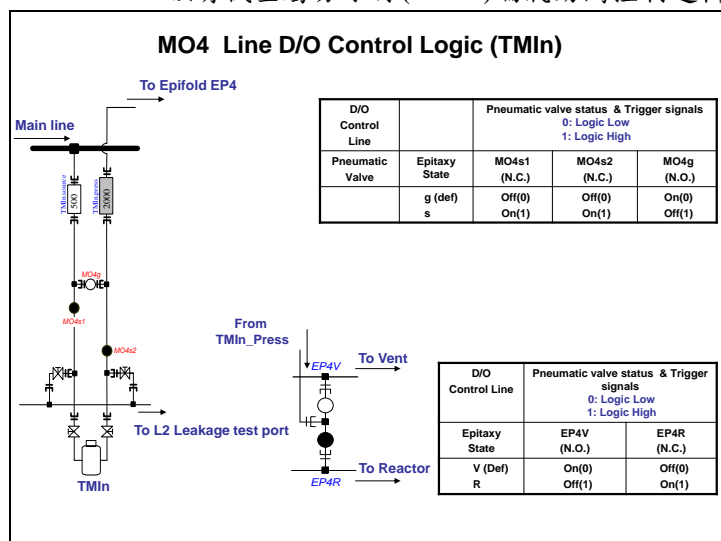 MO4 Line D/O Control Logic (TMIn)
To Epifold EP4
Main line
TMIn.source
500
TMIn.press
2000
MO4g
MO4s1
MO4s2
To L2 Leakage test port
TMIn
D/O Control Line
Pneumatic valve status & Trigger signals
0: Logic Low
1: Logic High
Pneumatic Valve
Epitaxy State
MO4s1 (N.C.)
MO4s2 (N.C.)
MO4g (N.O.)
g (def) Off(0) Off(0) On(0)
s On(1) On(1) Off(1)
From TMIn_Press
EP4V
To Vent
To Reactor
EP4R
D/O Control Line
Pneumatic valve status & Trigger signals
0: Logic Low
1: Logic High
Epitaxy State
EP4V (N.O.)
EP4R (N.C.)
V (Def) On(0) Off(0)
R Off(1) On(1)